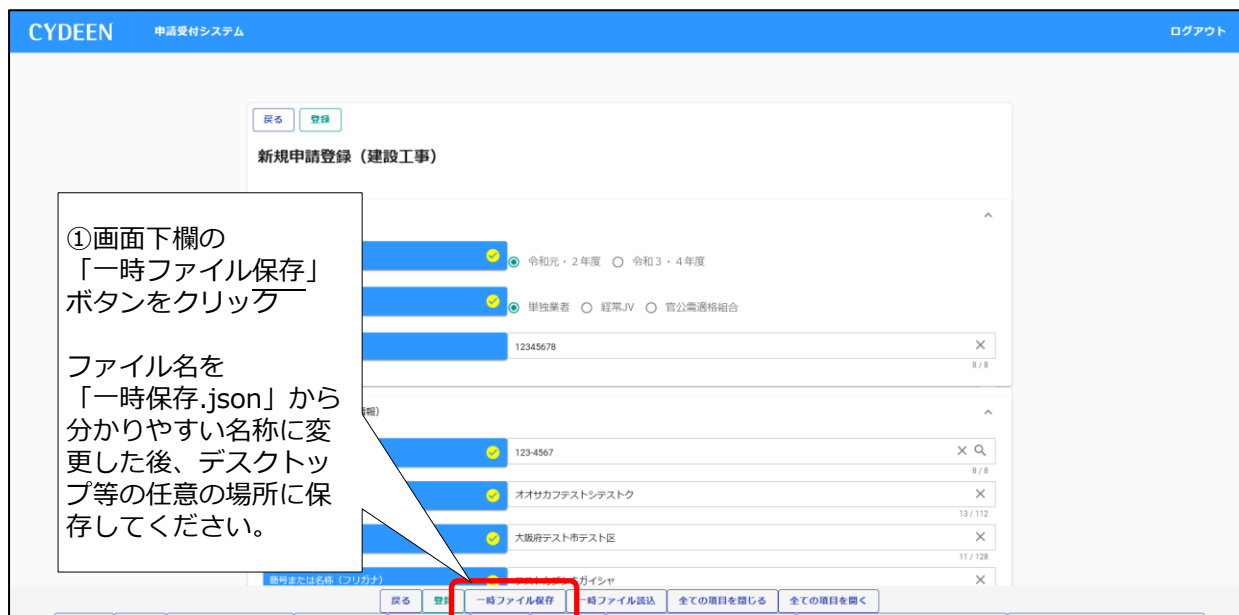 CYDEEN 申請受付システム ログアウト
戻る 登録
新規申請登録（建設工事）
①画面下欄の
「一時ファイル保存」
ボタンをクリック
ファイル名を
「一時保存.json」から
分かりやすい名称に変
更した後、デスクトッ
プ等の任意の場所に保
存してください。
令和元・２年度 令和３・４年度
単独業者 経常JV 官公需適格組合
12345678
8 / 8
報）
123-4567
8 / 8
オオサカフテストシテストク
13 / 112
大阪府テスト市テスト区
11 / 128
商号または名称（フリガナ）
戻る 登録 一時ファイル保存 一時ファイル読込 全ての項目を閉じる 全ての項目を開く